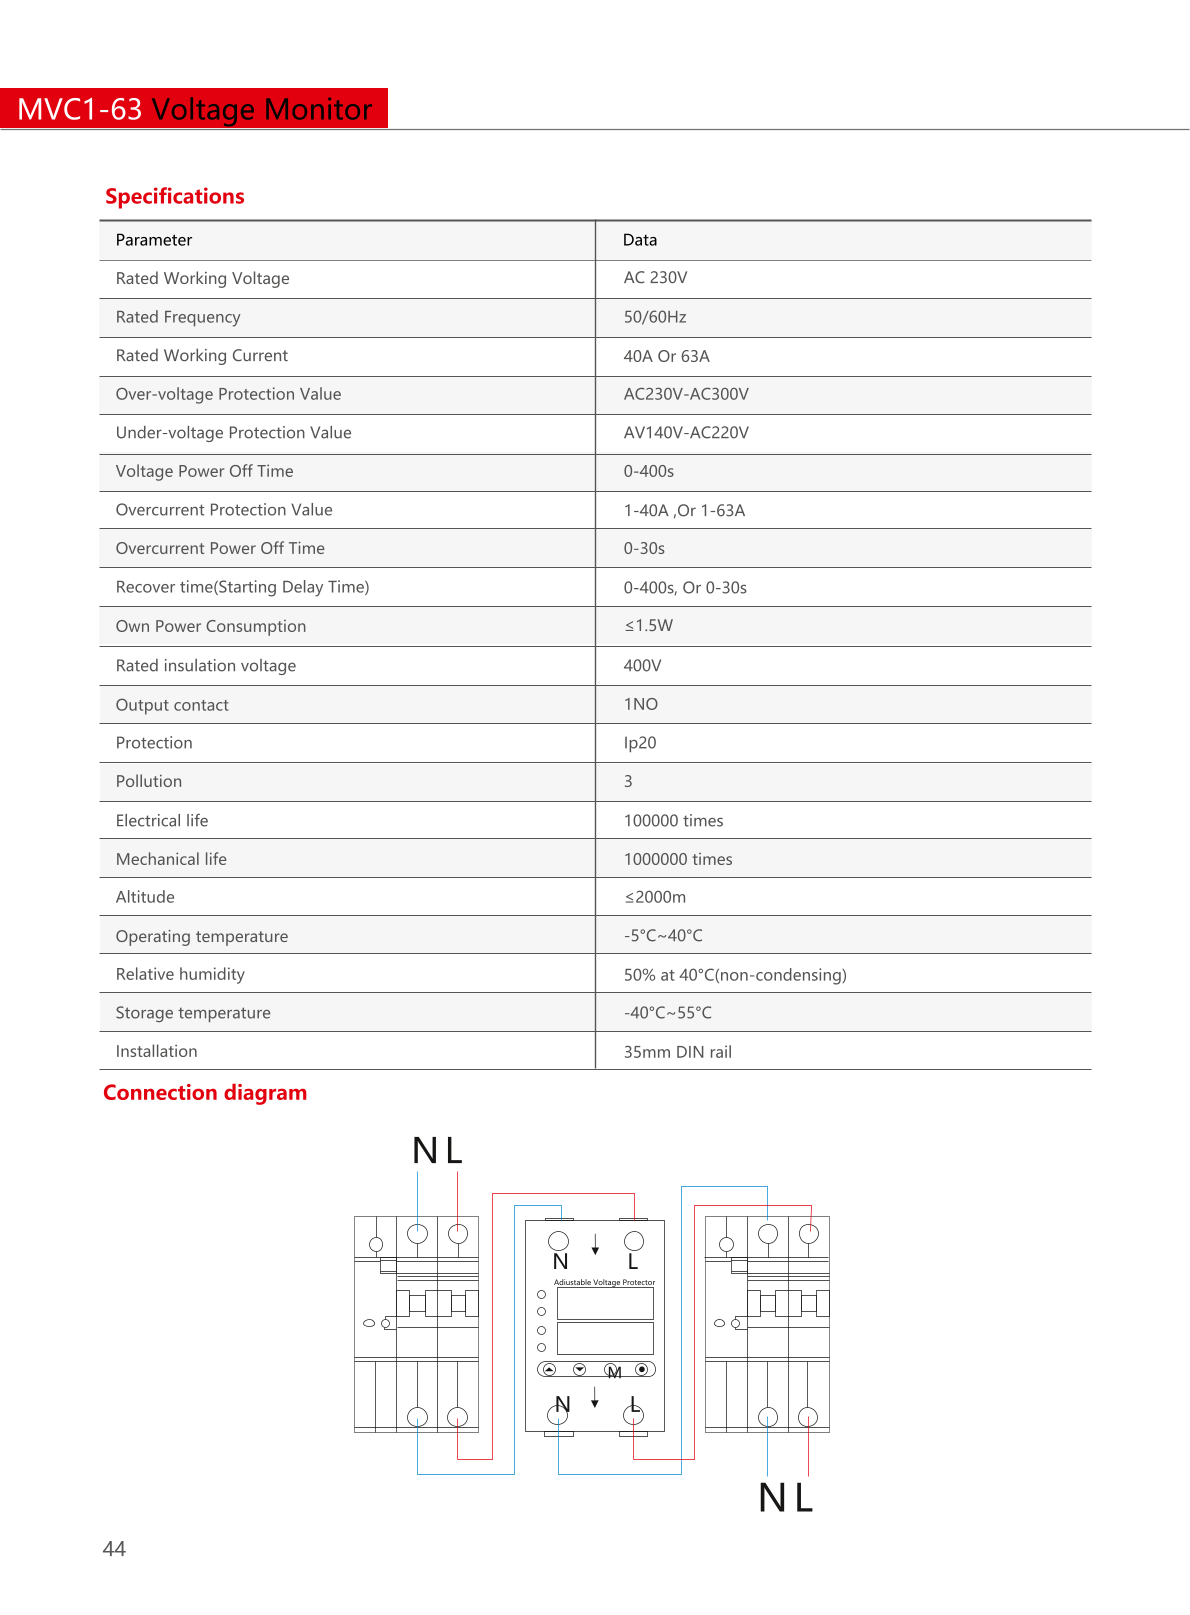 MVC1-63 Voltage Monitor
Specifications
Parameter Data
Rated Working Voltage AC 230V
Rated Frequency 50/60Hz
Rated Working Current 40A Or 63A
Over-voltage Protection Value AC230V-AC300V
Under-voltage Protection Value AV140V-AC220V
Voltage Power Off Time 0-400s
Overcurrent Protection Value 1-40A ,Or 1-63A
Overcurrent Power Off Time 0-30s
Recover time(Starting Delay Time) 0-400s, Or 0-30s
Own Power Consumption ≤1.5W
Rated insulation voltage 400V
Output contact 1NO
Protection Ip20
Pollution 3
Electrical life 100000 times
Mechanical life 1000000 times
Altitude ≤2000m
Operating temperature -5°C~40°C
Relative humidity 50% at 40°C(non-condensing)
Storage temperature -40°C~55°C
Installation 35mm DIN rail
Connection diagram
N L
N L
Adiustable Voltage Protector
M
N L
N L
44